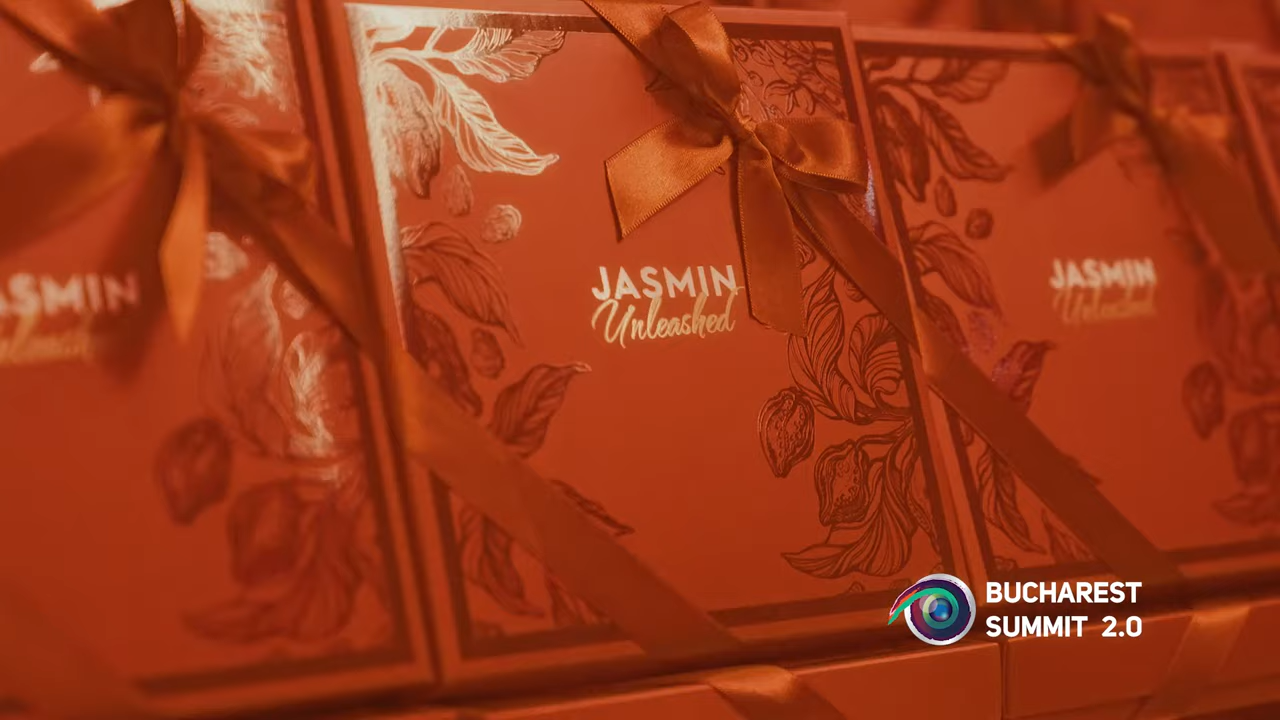 JASMIN
Unleashed
JASMIN
Unleashed
BUCHAREST
SUMMIT 2.0